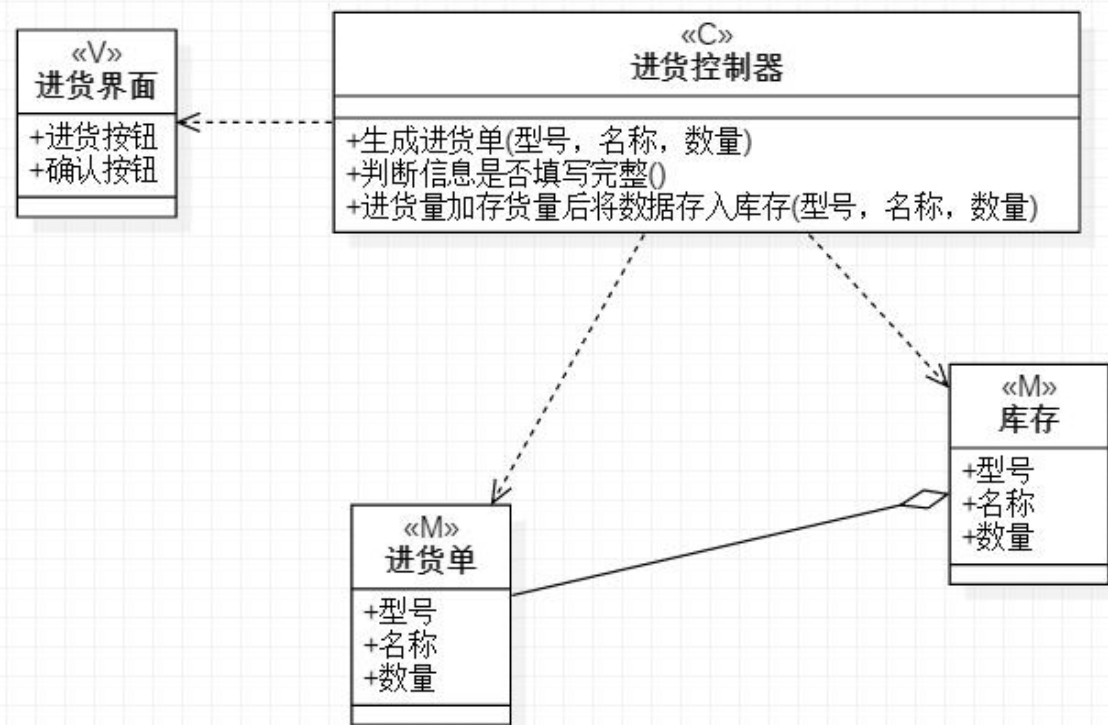 «V»
进货界面
+进货按钮
+确认按钮
«C»
进货控制器
+生成进货单(型号，名称，数量)
+判断信息是否填写完整()
+进货量加存货量后将数据存入库存(型号，名称，数量)
«M»
库存
+型号
+名称
+数量
«M»
进货单
+型号
+名称
+数量